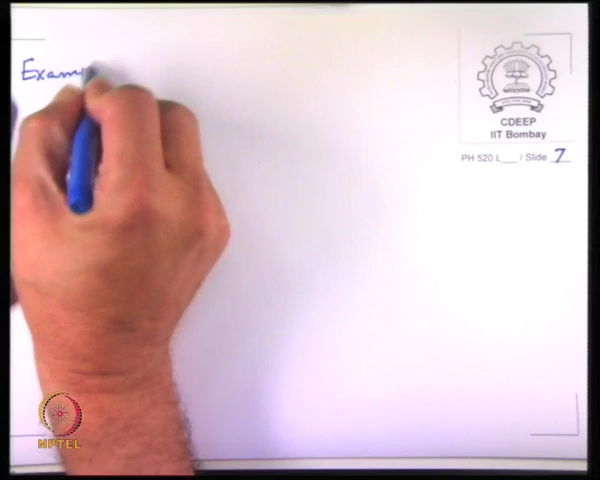 Exam
CDEEP
IIT Bombay
PH 520 L___ / Slide 7
NPTEL